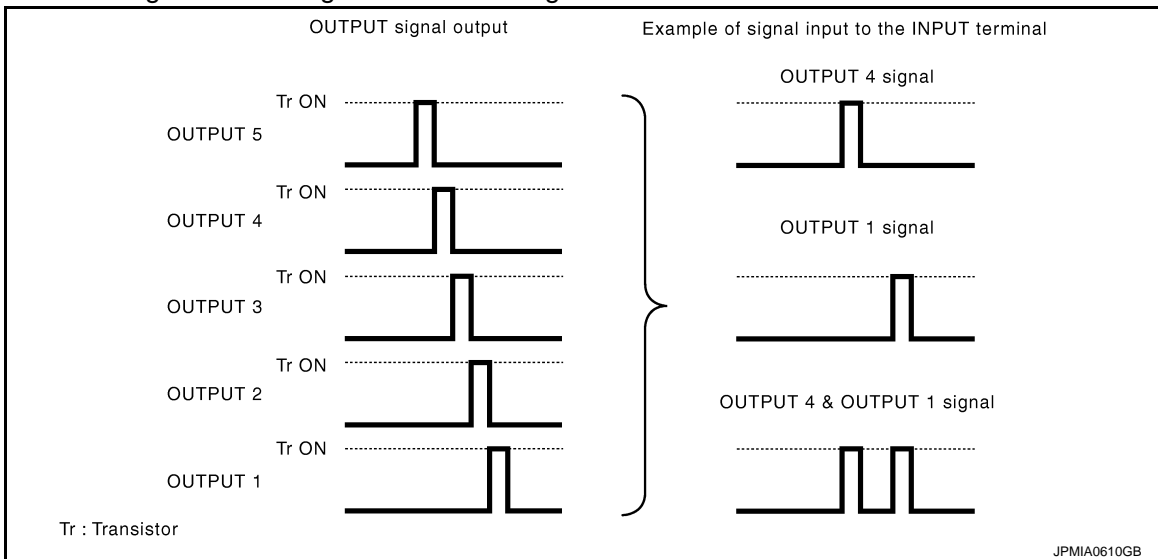 OUTPUT signal output
Example of signal input to the INPUT terminal
Tr ON
OUTPUT 5
Tr ON
OUTPUT 4
Tr ON
OUTPUT 3
Tr ON
OUTPUT 2
Tr ON
OUTPUT 1
OUTPUT 4 signal
OUTPUT 1 signal
OUTPUT 4 & OUTPUT 1 signal
Tr : Transistor
JPMIA0610GB